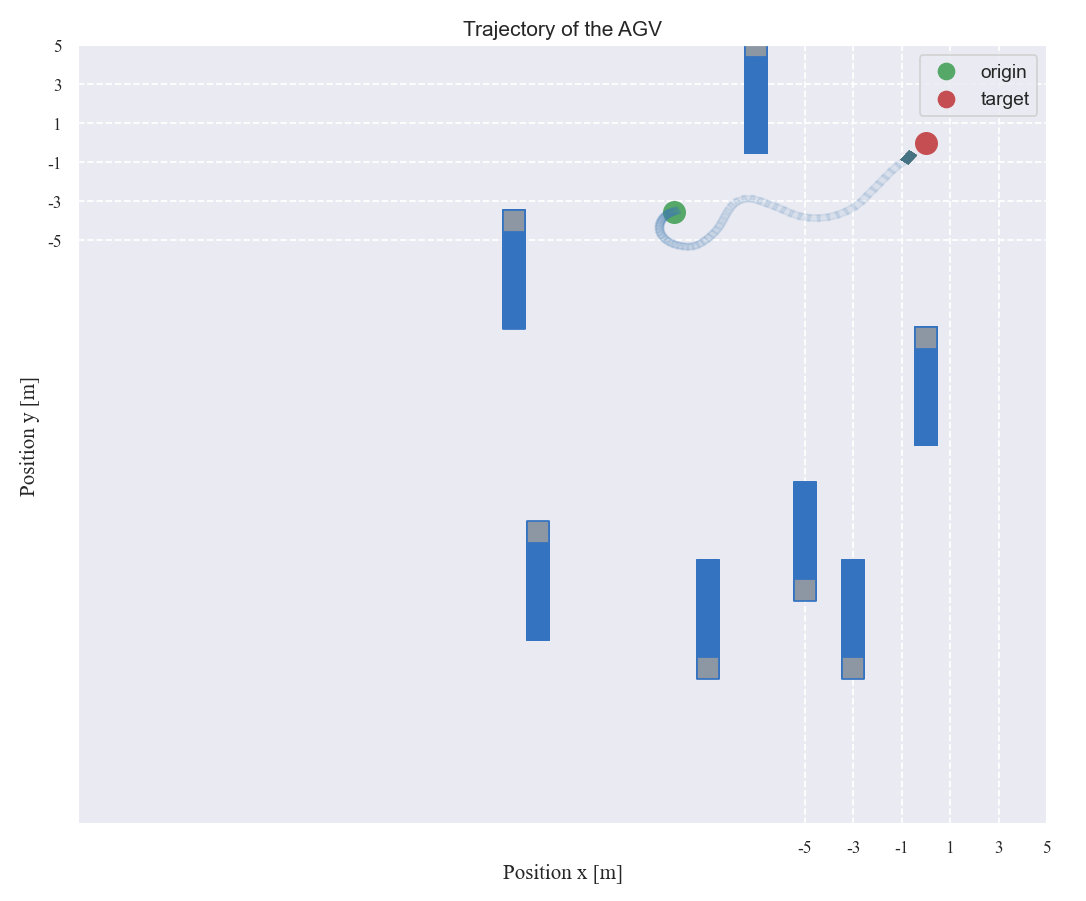 Trajectory of the AGV
origin
target
5
3
1
-1
-3
-5
Position y [m]
-5 -3 -1 1 3 5
Position x [m]